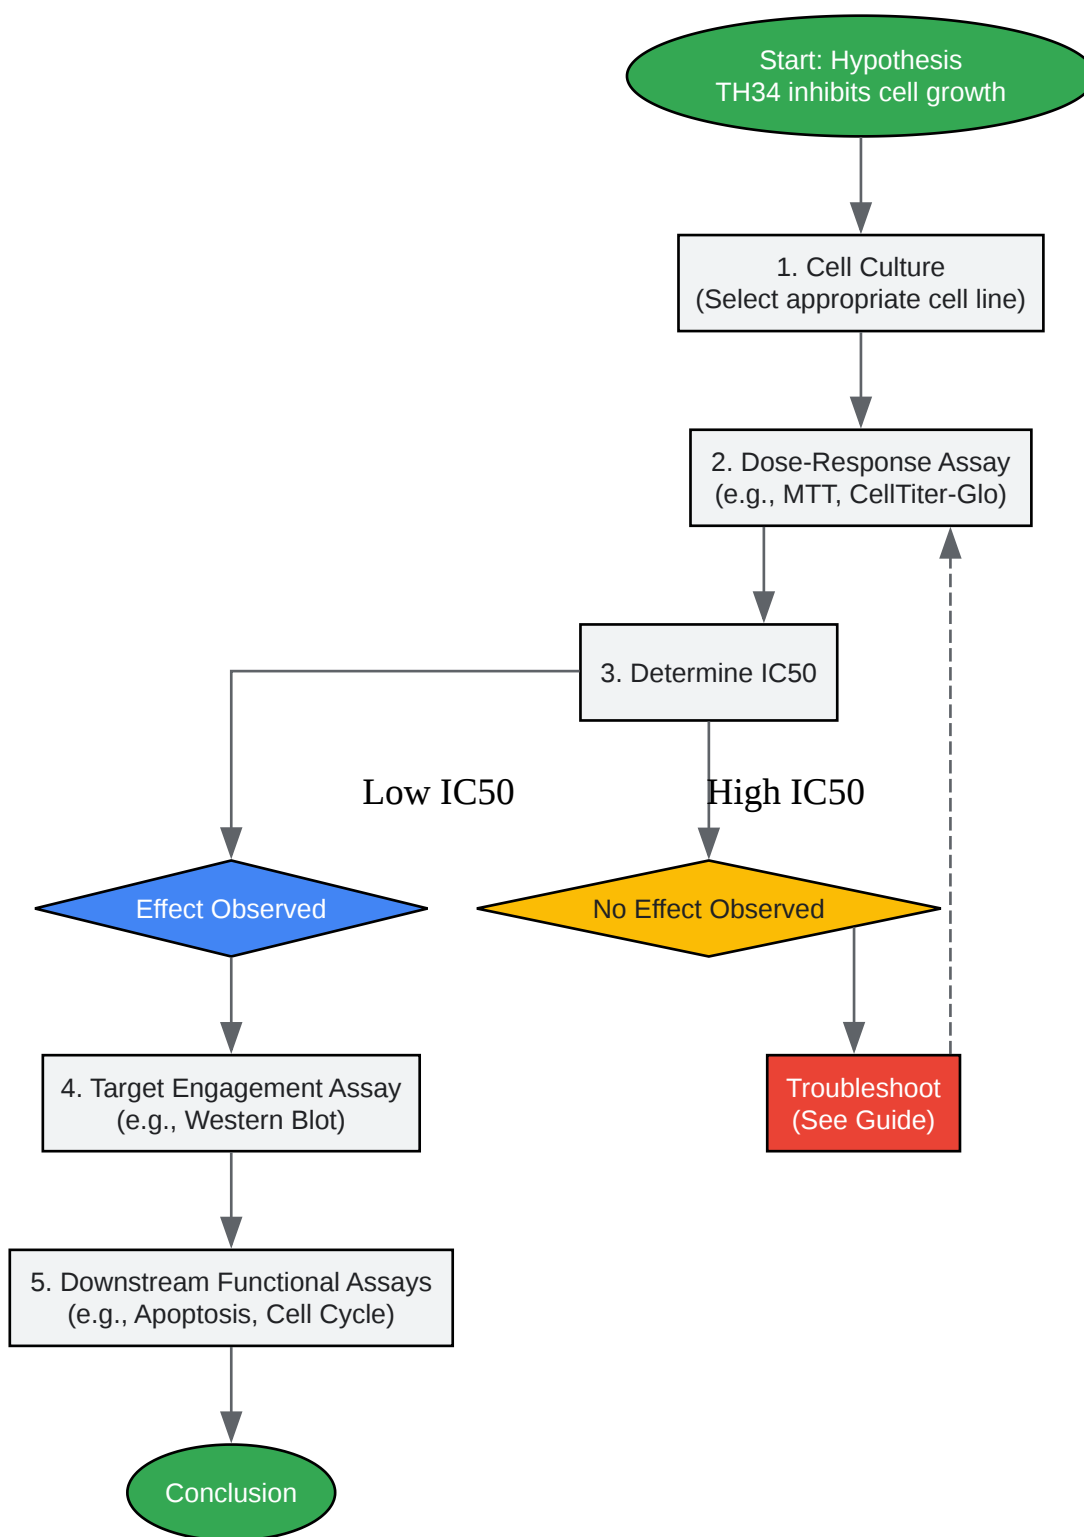 Start: Hypothesis
TH34 inhibits cell growth
1. Cell Culture
(Select appropriate cell line)
2. Dose-Response Assay
(e.g., MTT, CellTiter-Glo)
3. Determine IC50
Low IC50
High IC50
Effect Observed
No Effect Observed
4. Target Engagement Assay
(e.g., Western Blot)
Troubleshoot
(See Guide)
5. Downstream Functional Assays
(e.g., Apoptosis, Cell Cycle)
Conclusion